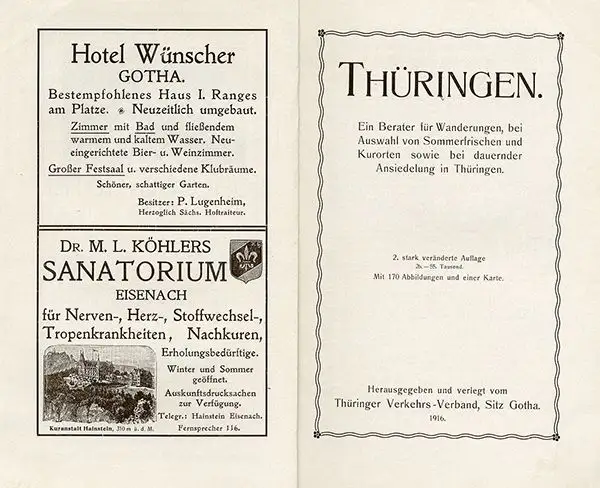 Hotel Wünscher
GOTHA.
Bestempfohlenes Haus I. Ranges
am Platze. Neuzeitlich umgebaut.
Zimmer mit Bad und fließendem
warmem und kaltem Wasser. Neu-
eingerichtete Bier- u. Weinzimmer.
Großer Festsaal u. verschiedene Klubräume.
Schöner, schattiger Garten.
Besitzer: P. Lugenheim,
Herzoglich Sächs. Hoftraiteur.
DR. M. L. KÖHLERS
SANATORIUM
EISENACH
für Nerven-, Herz-, Stoffwechsel-,
Tropenkrankheiten, Nachkuren,
Erholungsbedürftige.
Winter und Sommer
geöffnet.
Auskunftsdrucksachen
zur Verfügung.
Telegr.: Hainstein Eisenach.
Kuranstalt Hainstein, 310 m ü. d. M.
Fernsprecher 116.
THÜRINGEN.
Ein Berater für Wanderungen, bei
Auswahl von Sommerfrischen und
Kurorten sowie bei dauernder
Ansiedelung in Thüringen.
2. stark veränderte Auflage
26.—55. Tausend.
Mit 170 Abbildungen und einer Karte.
Herausgegeben und verlegt vom
Thüringer Verkehrs-Verband, Sitz Gotha.
1916.